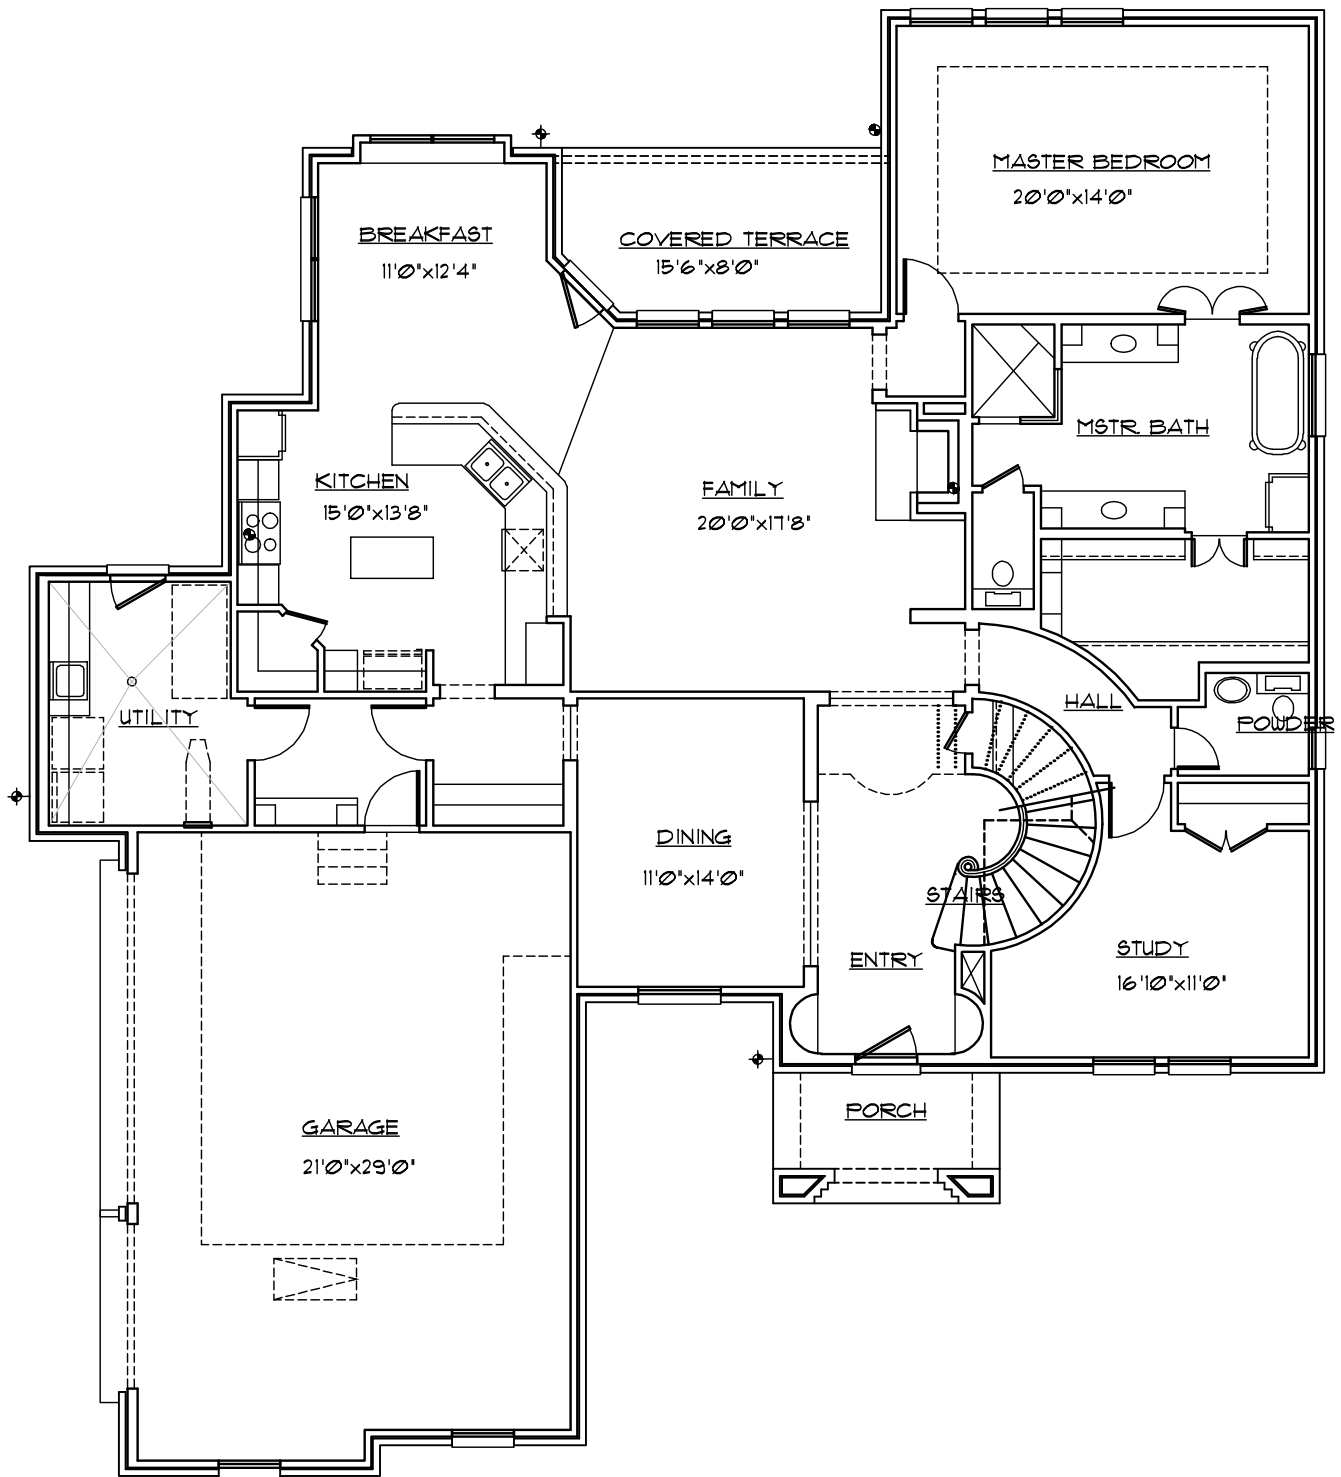 MASTER BEDROOM
20'0"x14'0"
BREAKFAST
11'0"x12'4"
COVERED TERRACE
15'6"x8'0"
MSTR. BATH
KITCHEN
15'0"x13'8"
FAMILY
20'0"x17'8"
HALL
UTILITY
POWDER
DINING
11'0"x14'0"
STAIRS
ENTRY
STUDY
16'10"x11'0"
PORCH
GARAGE
21'0"x29'0"